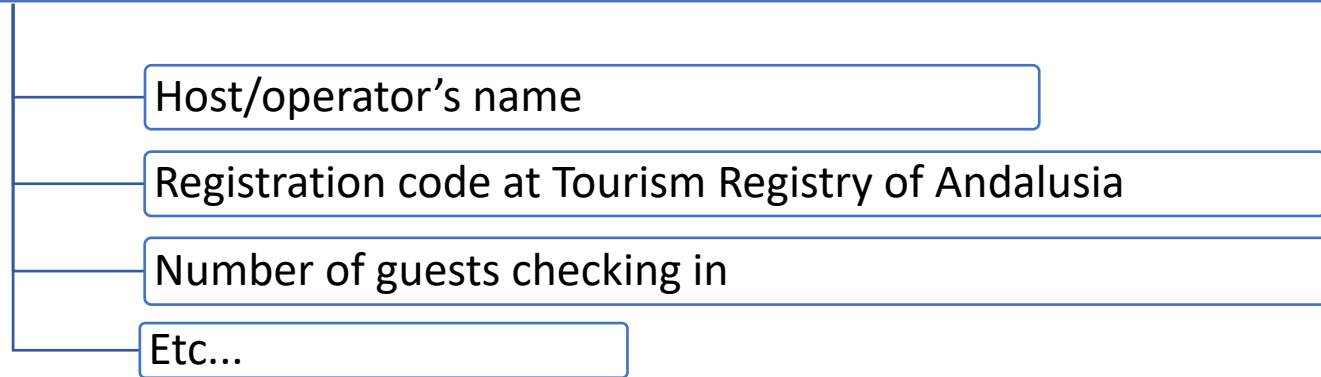 Host/operator’s name
Registration code at Tourism Registry of Andalusia
Number of guests checking in
Etc...